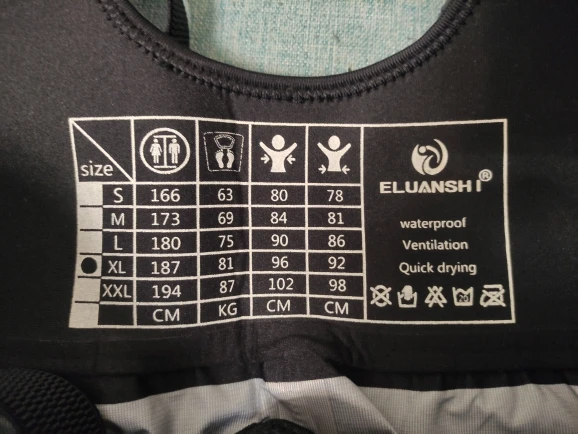 size
S 166 63 80 78
M 173 69 84 81
L 180 75 90 86
XL 187 81 96 92
XXL 194 87 102 98
CM KG CM CM
ELUANSHI®
waterproof
Ventilation
Quick drying